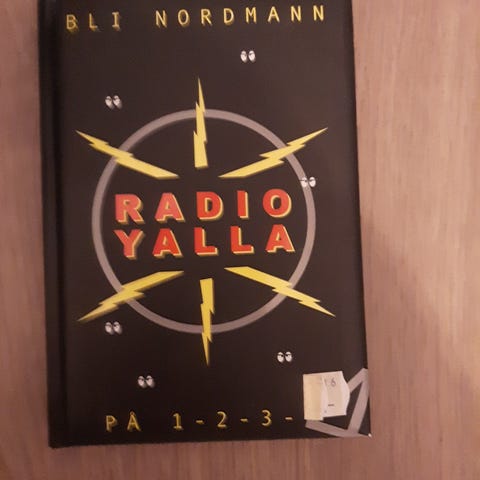 BLI NORDMANN
RADIO
YALLA
PÅ 1-2-3-